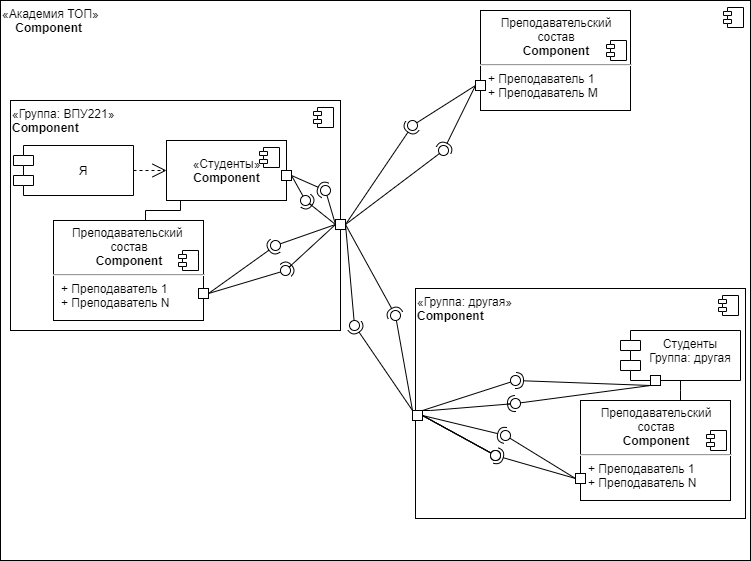 «Академия ТОП»
Component
Преподавательский
состав
Component
+ Преподаватель 1
+ Преподаватель M
«Группа: ВПУ221»
Component
Я
«Студенты»
Component
Преподавательский
состав
Component
+ Преподаватель 1
+ Преподаватель N
«Группа: другая»
Component
Студенты
Группа: другая
Преподавательский
состав
Component
+ Преподаватель 1
+ Преподаватель N